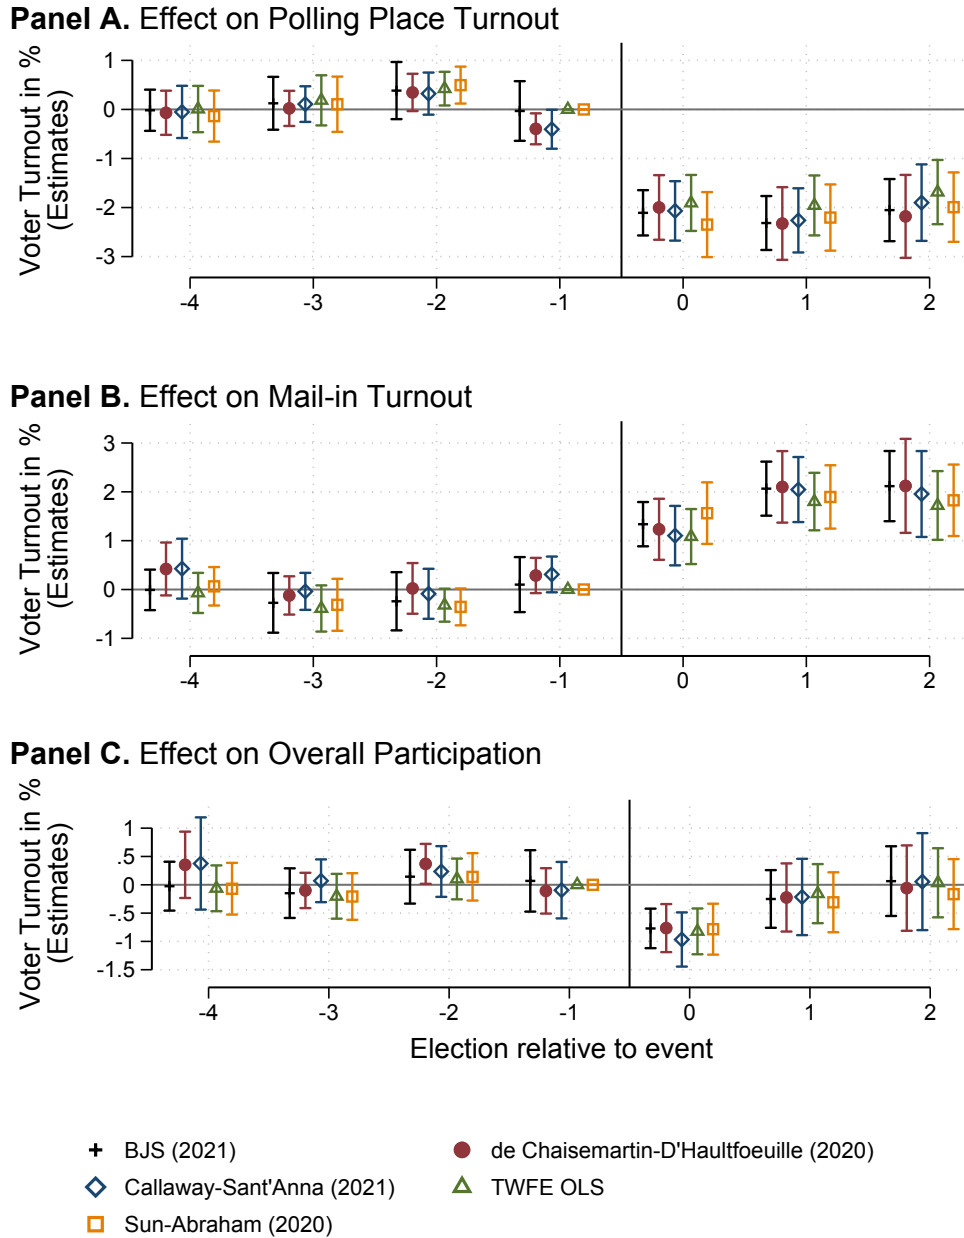 Panel A. Effect on Polling Place Turnout
Voter Turnout in %
(Estimates)
1
0
-1
-2
-3
-4 -3 -2 -1 0 1 2
Panel B. Effect on Mail-in Turnout
Voter Turnout in %
(Estimates)
3
2
1
0
-1
-4 -3 -2 -1 0 1 2
Panel C. Effect on Overall Participation
Voter Turnout in %
(Estimates)
1
.5
0
-.5
-1
-1.5
-4 -3 -2 -1 0 1 2
Election relative to event
BJS (2021)
de Chaisemartin-D'Haultfoeuille (2020)
Callaway-Sant'Anna (2021)
TWFE OLS
Sun-Abraham (2020)